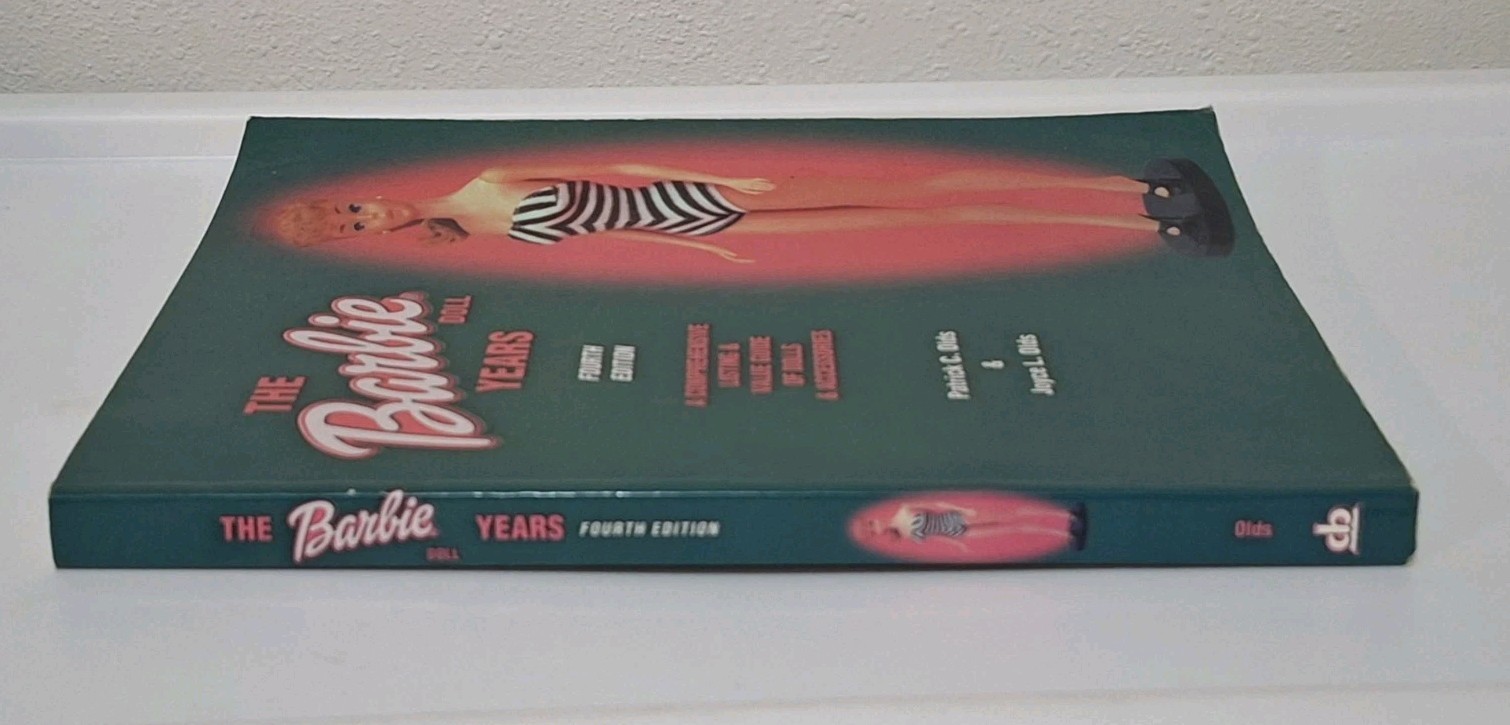 THE
Barbie
DOLL
YEARS
FOURTH
EDITION
A COMPREHENSIVE
LISTING &
VALUE GUIDE
OF DOLLS
& ACCESSORIES
Patrick C. Olds
&
Joyce L. Olds
THE Barbie DOLL YEARS FOURTH EDITION Olds cb